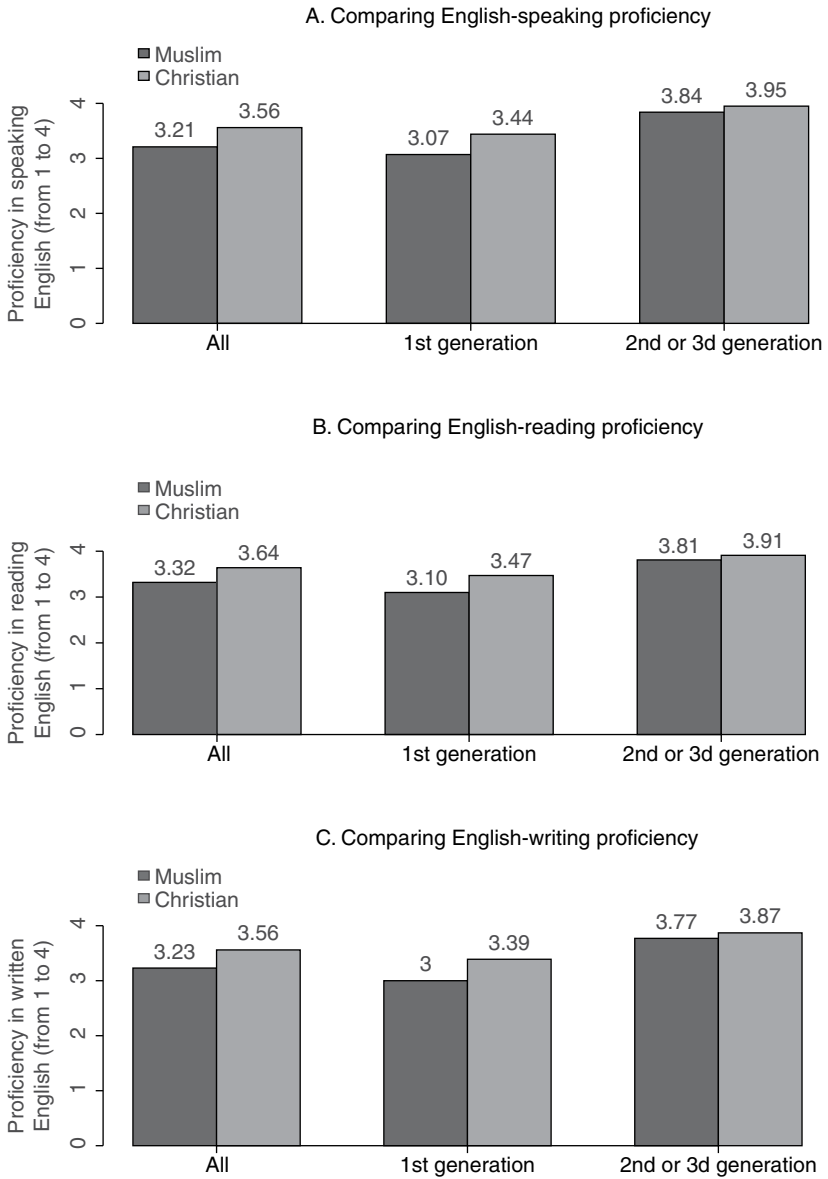 A. Comparing English-speaking proficiency
Muslim
Christian
Proficiency in speaking
English (from 1 to 4)
4
3
2
1
0
3.21
3.56
3.07
3.44
3.84
3.95
All
1st generation
2nd or 3d generation
B. Comparing English-reading proficiency
Muslim
Christian
Proficiency in reading
English (from 1 to 4)
4
3
2
1
0
3.32
3.64
3.10
3.47
3.81
3.91
All
1st generation
2nd or 3d generation
C. Comparing English-writing proficiency
Muslim
Christian
Proficiency in written
English (from 1 to 4)
4
3
2
1
0
3.23
3.56
3
3.39
3.77
3.87
All
1st generation
2nd or 3d generation